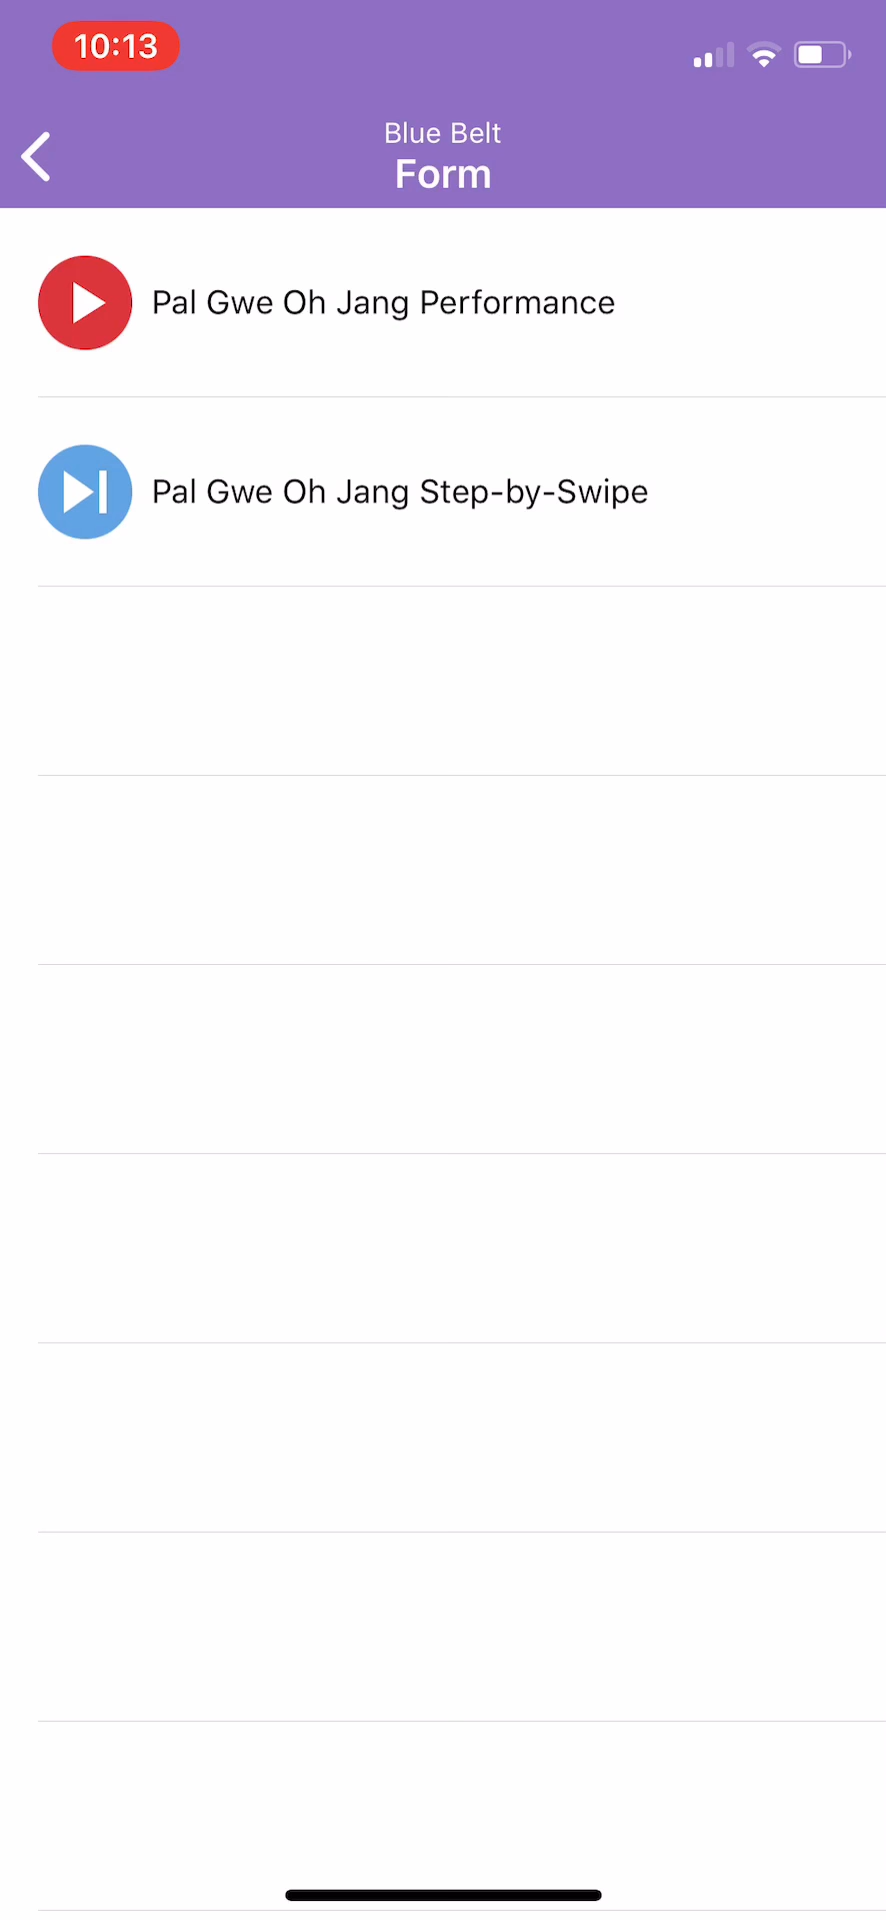 10:13
Blue Belt
Form
Pal Gwe Oh Jang Performance
Pal Gwe Oh Jang Step-by-Swipe